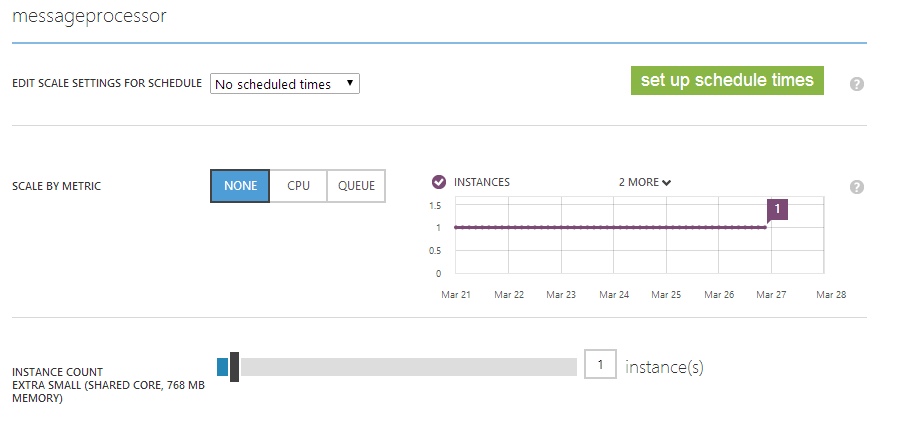 messageprocessor
EDIT SCALE SETTINGS FOR SCHEDULE No scheduled times set up schedule times ?
SCALE BY METRIC NONE CPU QUEUE INSTANCES 2 MORE ?
1.5
1
1
0.5
0
Mar 21 Mar 22 Mar 23 Mar 24 Mar 25 Mar 26 Mar 27 Mar 28
INSTANCE COUNT
EXTRA SMALL (SHARED CORE, 768 MB
MEMORY)
1 instance(s)